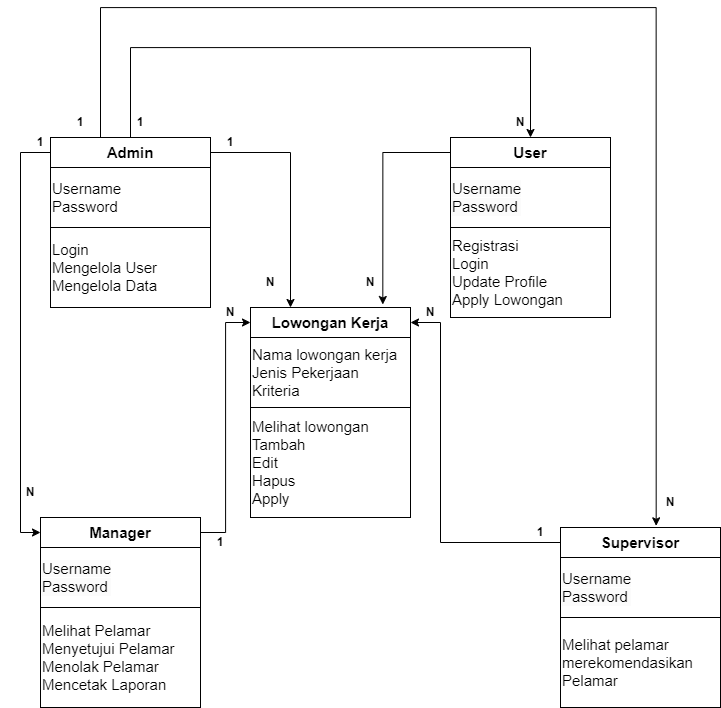 1
1
N
1
1
Admin
Username
Password
Login
Mengelola User
Mengelola Data
User
Username
Password
Registrasi
Login
Update Profile
Apply Lowongan
N
N
N
N
Lowongan Kerja
Nama lowongan kerja
Jenis Pekerjaan
Kriteria
Melihat lowongan
Tambah
Edit
Hapus
Apply
N
N
1
1
Manager
Username
Password
Melihat Pelamar
Menyetujui Pelamar
Menolak Pelamar
Mencetak Laporan
Supervisor
Username
Password
Melihat pelamar
merekomendasikan
Pelamar